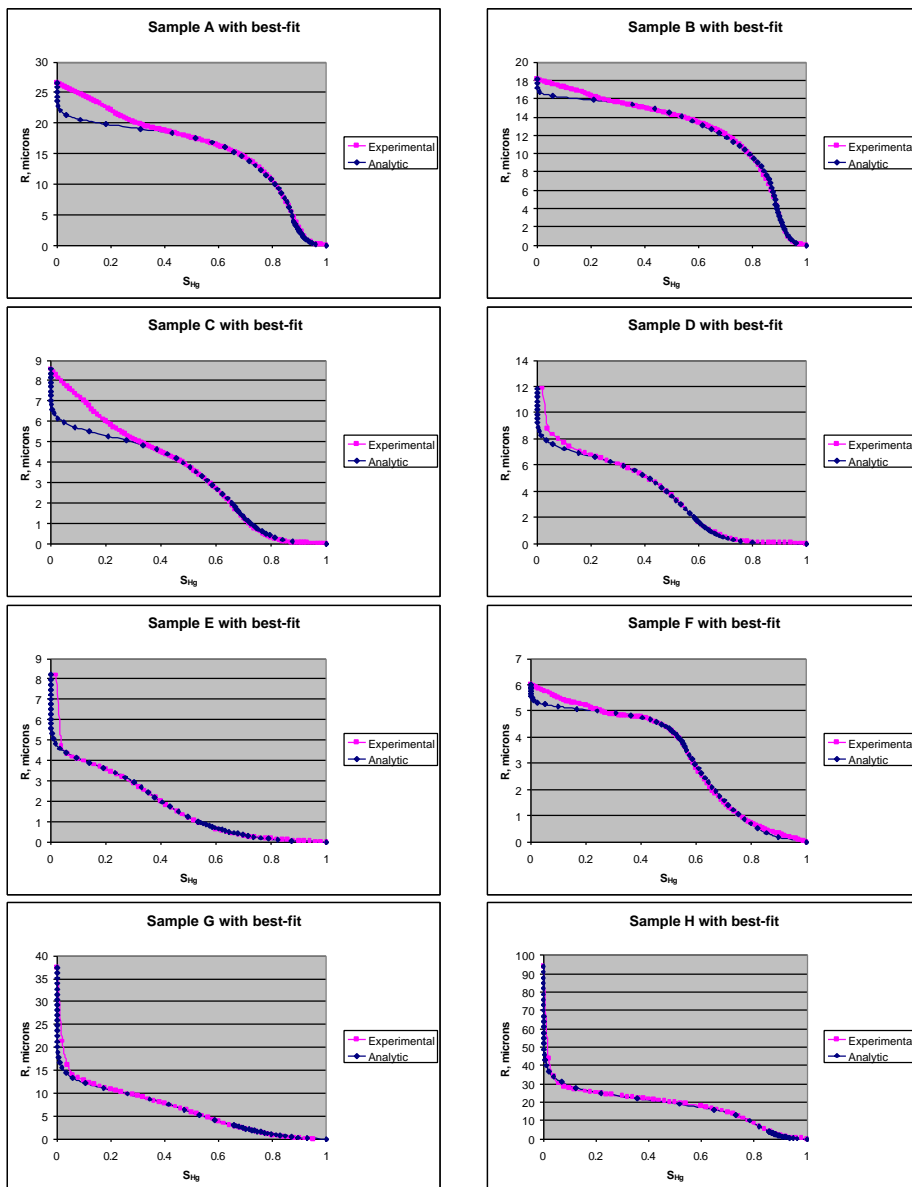 Sample A with best-fit
30
25
20
15
10
5
0
0 0.2 0.4 0.6 0.8 1
R, microns
SHg
Experimental
Analytic
Sample B with best-fit
20
18
16
14
12
10
8
6
4
2
0
0 0.2 0.4 0.6 0.8 1
R, microns
SHg
Experimental
Analytic
Sample C with best-fit
9
8
7
6
5
4
3
2
1
0
0 0.2 0.4 0.6 0.8 1
R, microns
SHg
Experimental
Analytic
Sample D with best-fit
14
12
10
8
6
4
2
0
0 0.2 0.4 0.6 0.8 1
R, microns
SHg
Experimental
Analytic
Sample E with best-fit
9
8
7
6
5
4
3
2
1
0
0 0.2 0.4 0.6 0.8 1
R, microns
SHg
Experimental
Analytic
Sample F with best-fit
7
6
5
4
3
2
1
0
0 0.2 0.4 0.6 0.8 1
R, microns
SHg
Experimental
Analytic
Sample G with best-fit
40
35
30
25
20
15
10
5
0
0 0.2 0.4 0.6 0.8 1
R, microns
SHg
Experimental
Analytic
Sample H with best-fit
100
90
80
70
60
50
40
30
20
10
0
0 0.2 0.4 0.6 0.8 1
R, microns
SHg
Experimental
Analytic